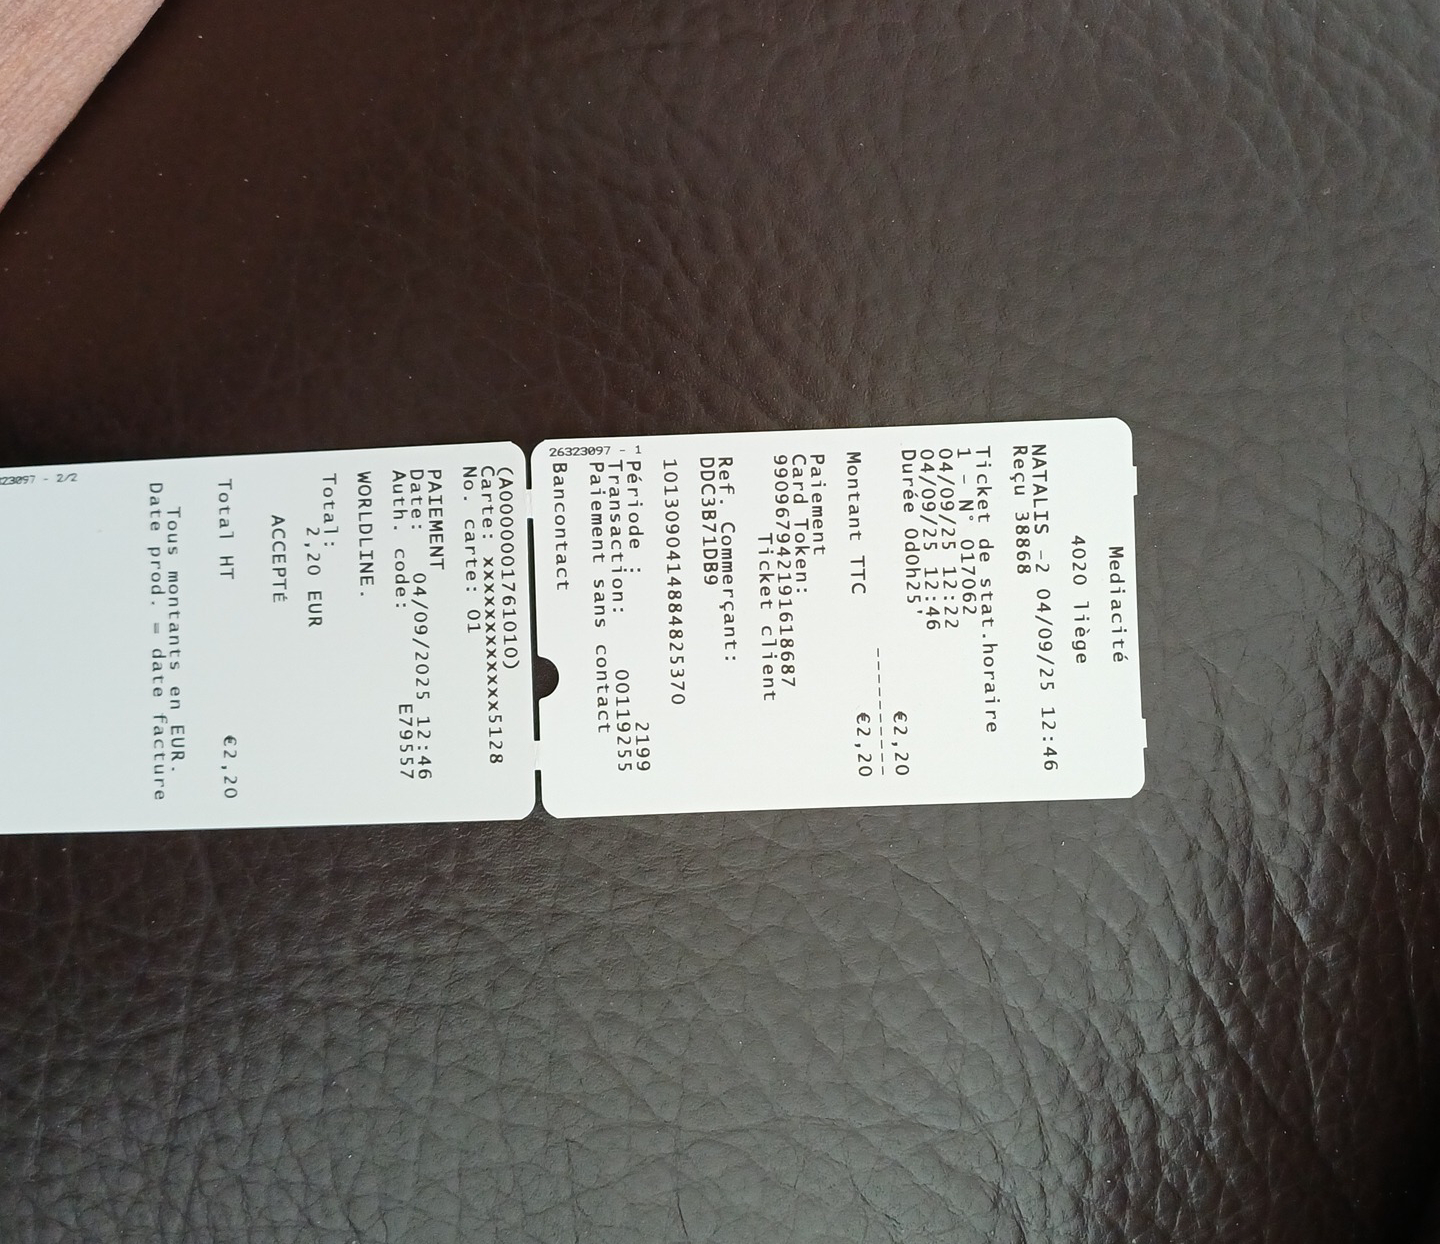 Mediacité
4020 liège
NATALIS -2 04/09/25 12:46
Reçu 38868
Ticket de stat.horaire
1 - N° 017062
04/09/25 12:22
04/09/25 12:46
Durée 0d0h25'
€2,20
---------
Montant TTC €2,20
Paiement
Card Token:
990967942191618687
Ticket client
Ref. Commerçant:
DDC3B71DB9
1013090414884825370
Période : 2199
Transaction: 00119255
Paiement sans contact
Bancontact
26323097 - 1
(A0000001761010)
Carte: xxxxxxxxxxxxx5128
No. carte: 01
PAIEMENT
Date: 04/09/2025 12:46
Auth. code: E79557
WORLDLINE.
Total:
2,20 EUR
ACCEPTÉ
Total HT €2,20
Tous montants en EUR.
Date prod. = date facture
23097 - 2/2